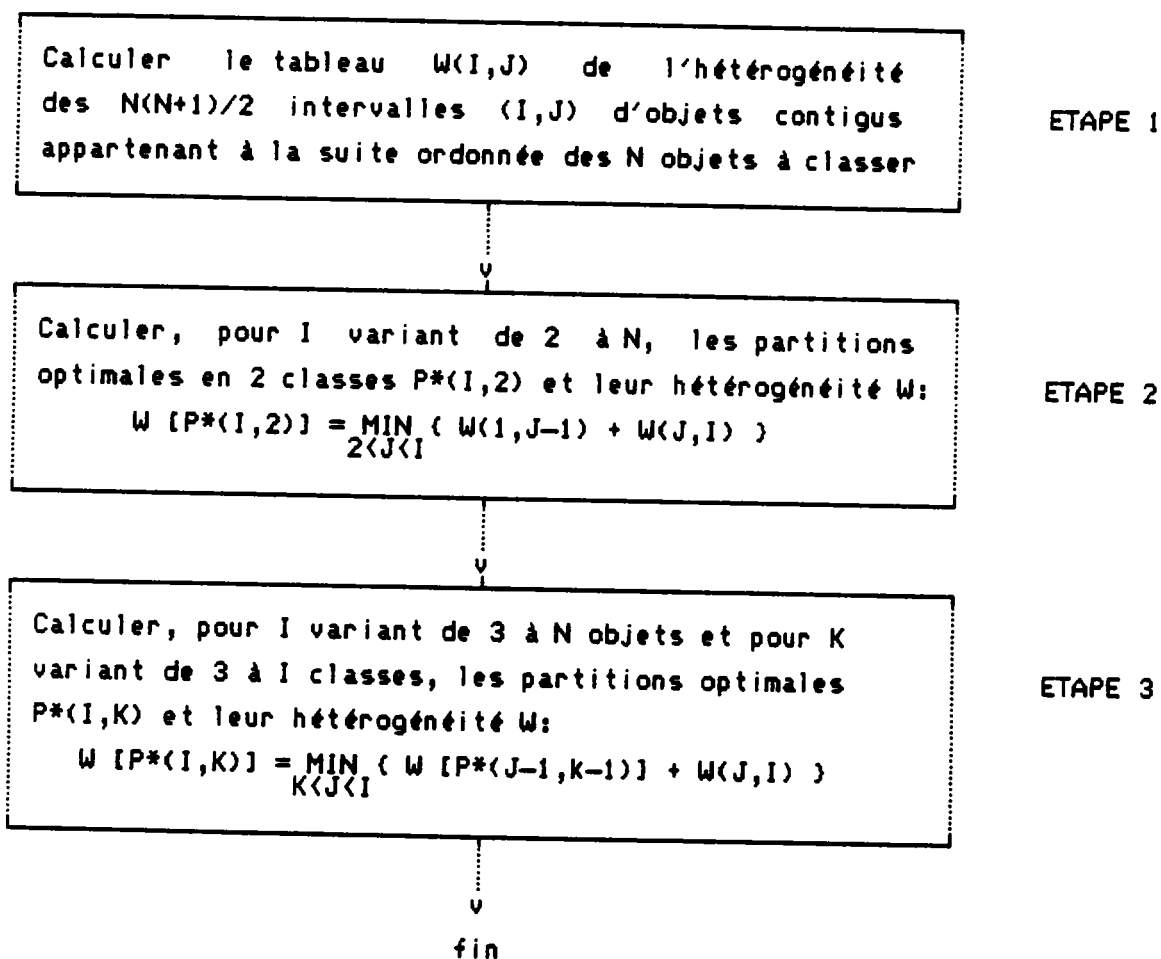 Calculer le tableau W(I,J) de l'hétérogénéité
des N(N+1)/2 intervalles (I,J) d'objets contigus
appartenant à la suite ordonnée des N objets à classer
ETAPE 1
v
Calculer, pour I variant de 2 à N, les partitions
optimales en 2 classes P*(I,2) et leur hétérogénéité W:
W [P*(I,2)] = MIN { W(1,J-1) + W(J,I) }
2<J<I
ETAPE 2
v
Calculer, pour I variant de 3 à N objets et pour K
variant de 3 à I classes, les partitions optimales
P*(I,K) et leur hétérogénéité W:
W [P*(I,K)] = MIN { W [P*(J-1,K-1)] + W(J,I) }
K<J<I
ETAPE 3
v
fin